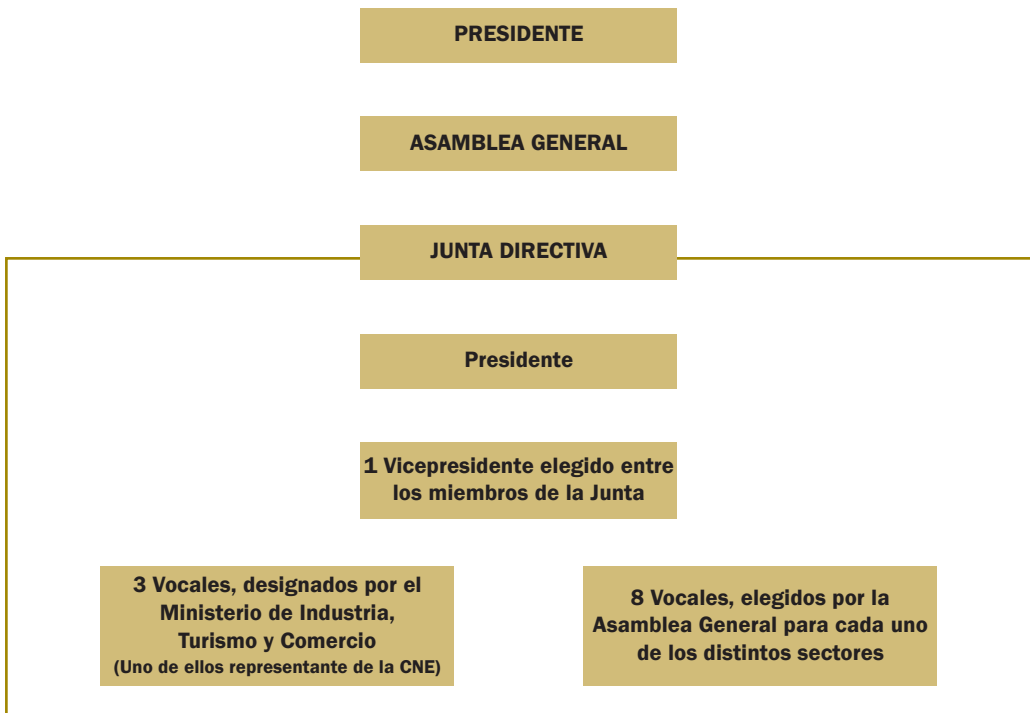 PRESIDENTE
ASAMBLEA GENERAL
JUNTA DIRECTIVA
Presidente
1 Vicepresidente elegido entre
los miembros de la Junta
3 Vocales, designados por el
Ministerio de Industria,
Turismo y Comercio
(Uno de ellos representante de la CNE)
8 Vocales, elegidos por la
Asamblea General para cada uno
de los distintos sectores